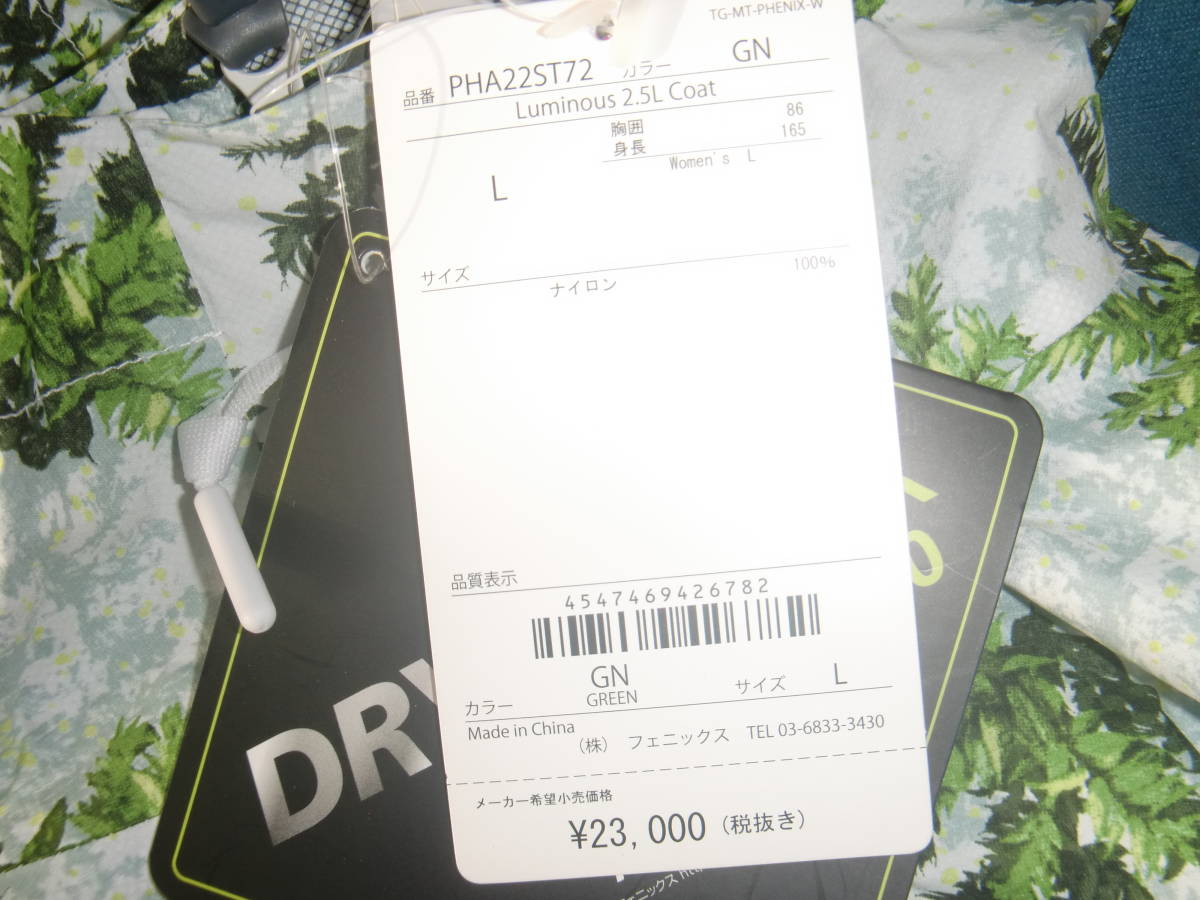 TG-MT-PHENIX-W
品番 PHA22ST72 カラー GN
Luminous 2.5L Coat
胸囲 86
身長 165
Women's L
L
サイズ
ナイロン 100%
品質表示
4547469426782
GN
カラー GREEN サイズ L
Made in China (株) フェニックス TEL 03-6833-3430
メーカー希望小売価格
¥23,000 (税抜き)
DRY